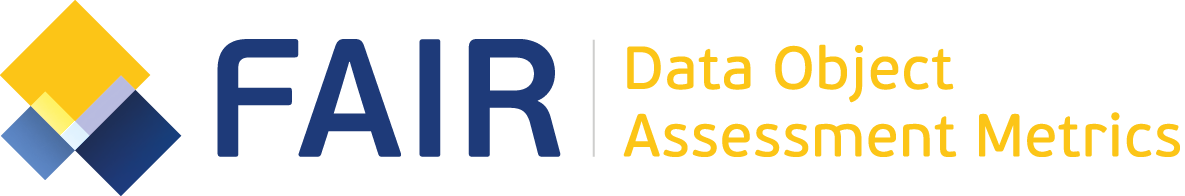 FAIR
Data Object
Assessment Metrics